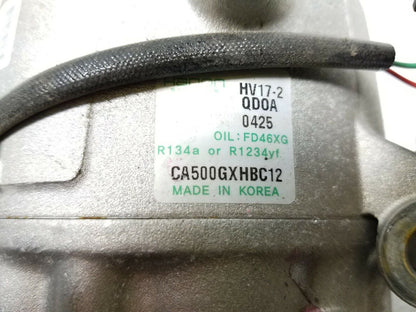 HV17-2
QD0A
0425
OIL:FD46XG
R134a or R1234yf
CA500GXHBC12
MADE IN KOREA